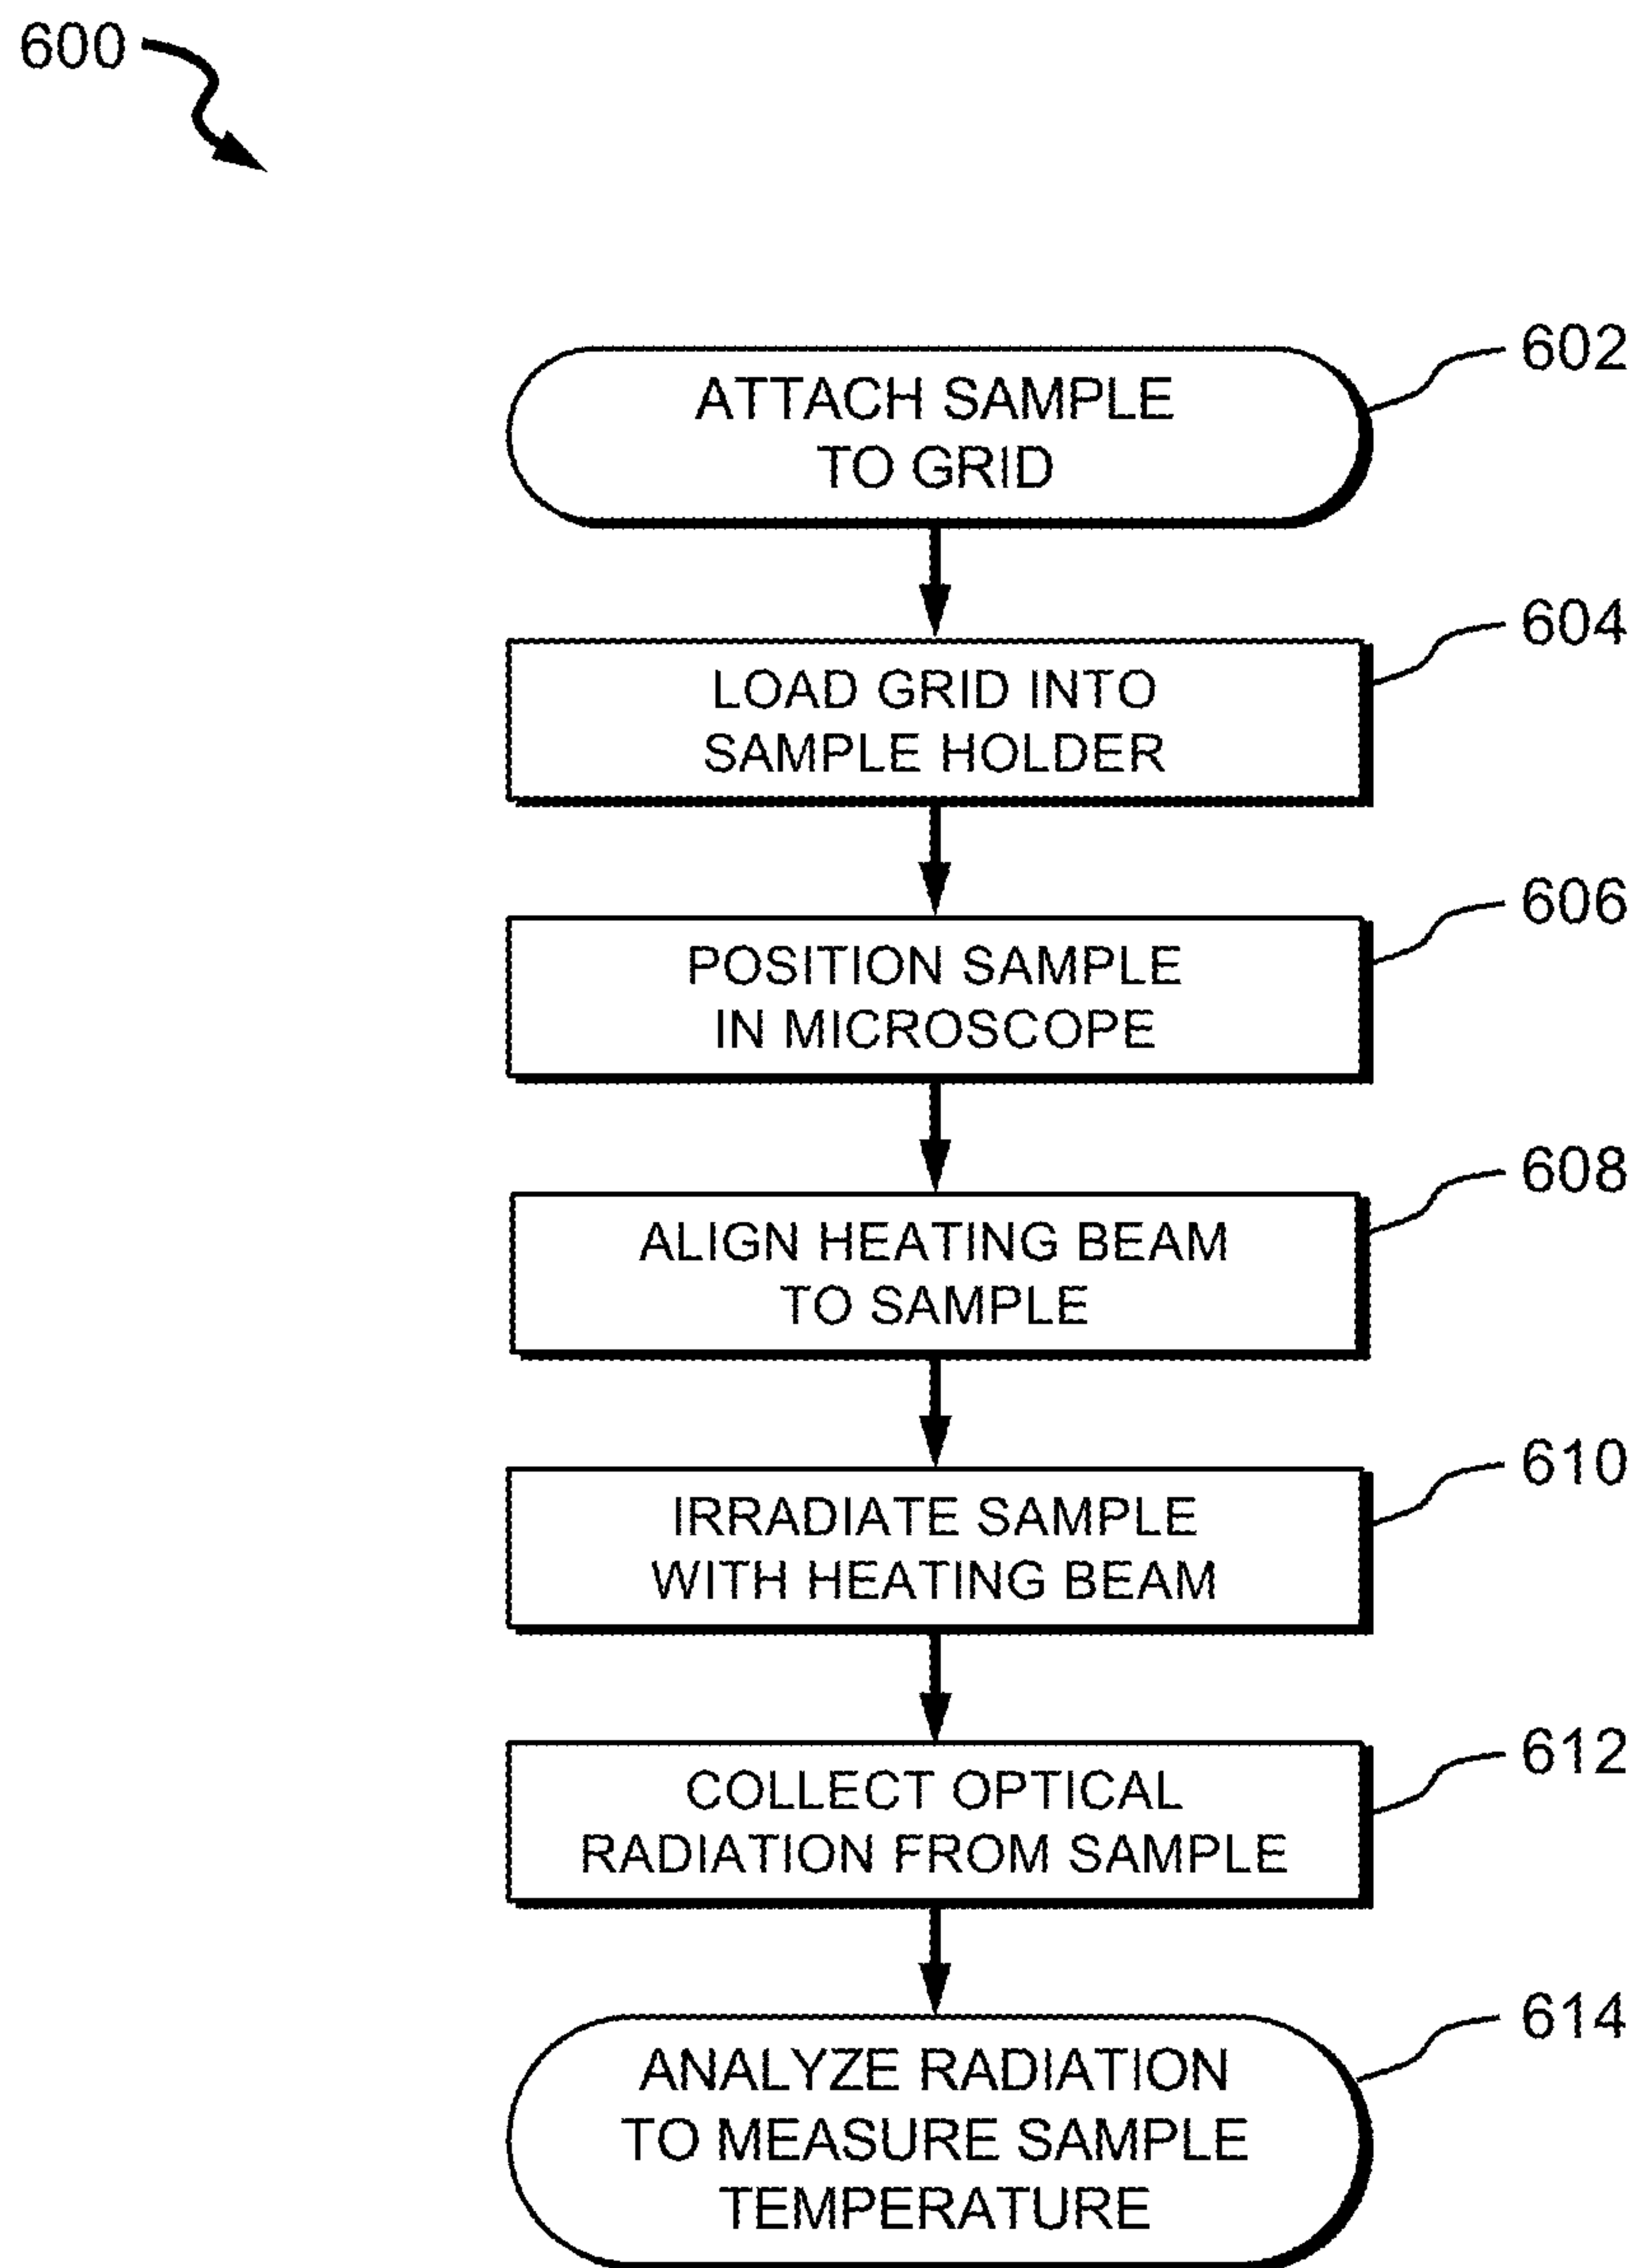 600
602
ATTACH SAMPLE
TO GRID
604
LOAD GRID INTO
SAMPLE HOLDER
606
POSITION SAMPLE
IN MICROSCOPE
608
ALIGN HEATING BEAM
TO SAMPLE
610
IRRADIATE SAMPLE
WITH HEATING BEAM
612
COLLECT OPTICAL
RADIATION FROM SAMPLE
614
ANALYZE RADIATION
TO MEASURE SAMPLE
TEMPERATURE